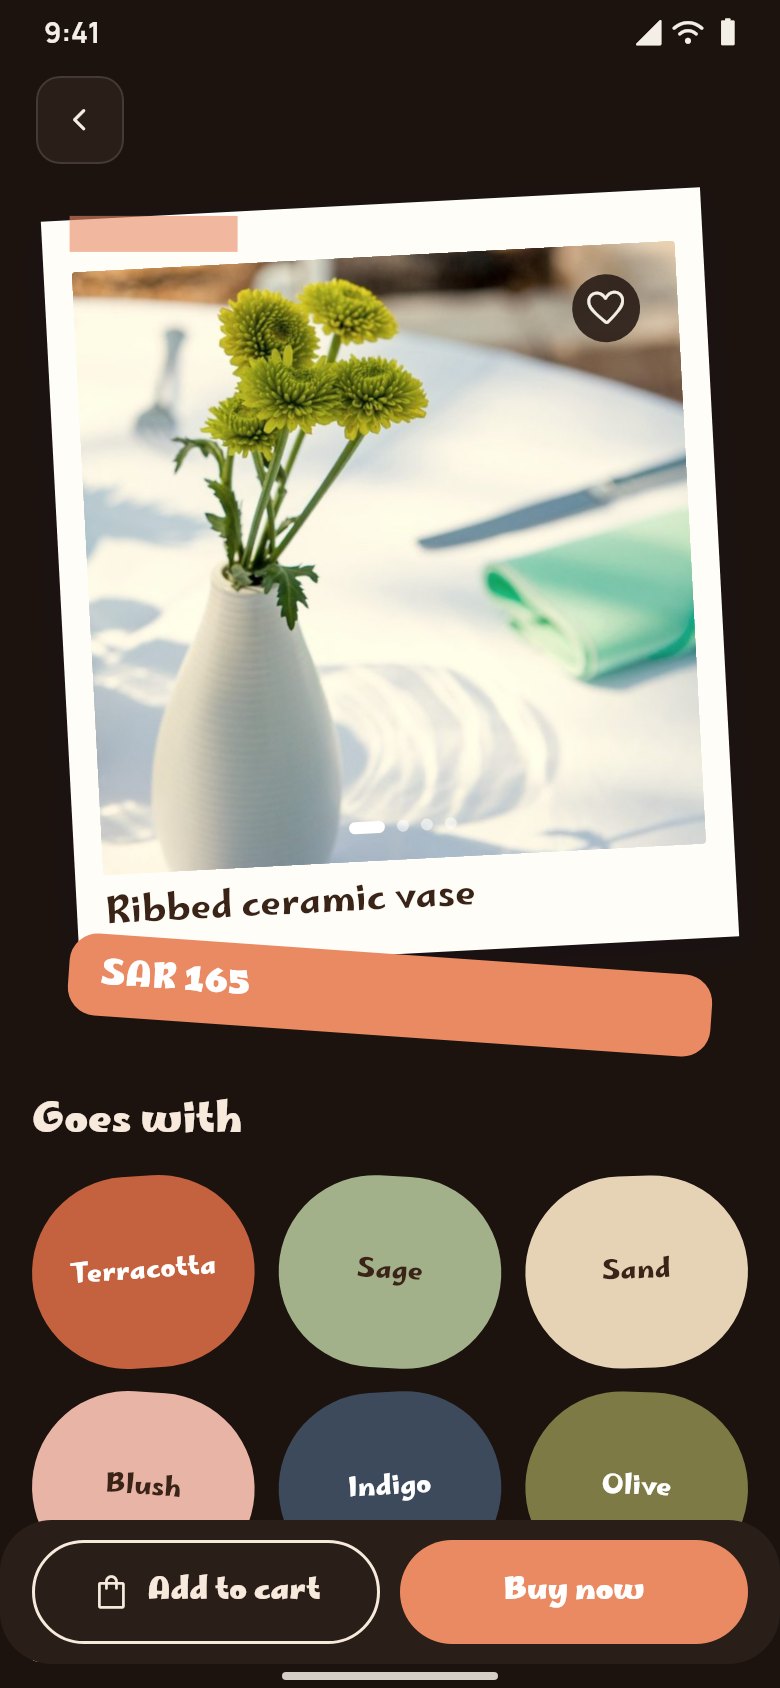 9:41
Ribbed ceramic vase
SAR 165
Goes with
Terracotta
Sage
Sand
Blush
Indigo
Olive
Add to cart
Buy now